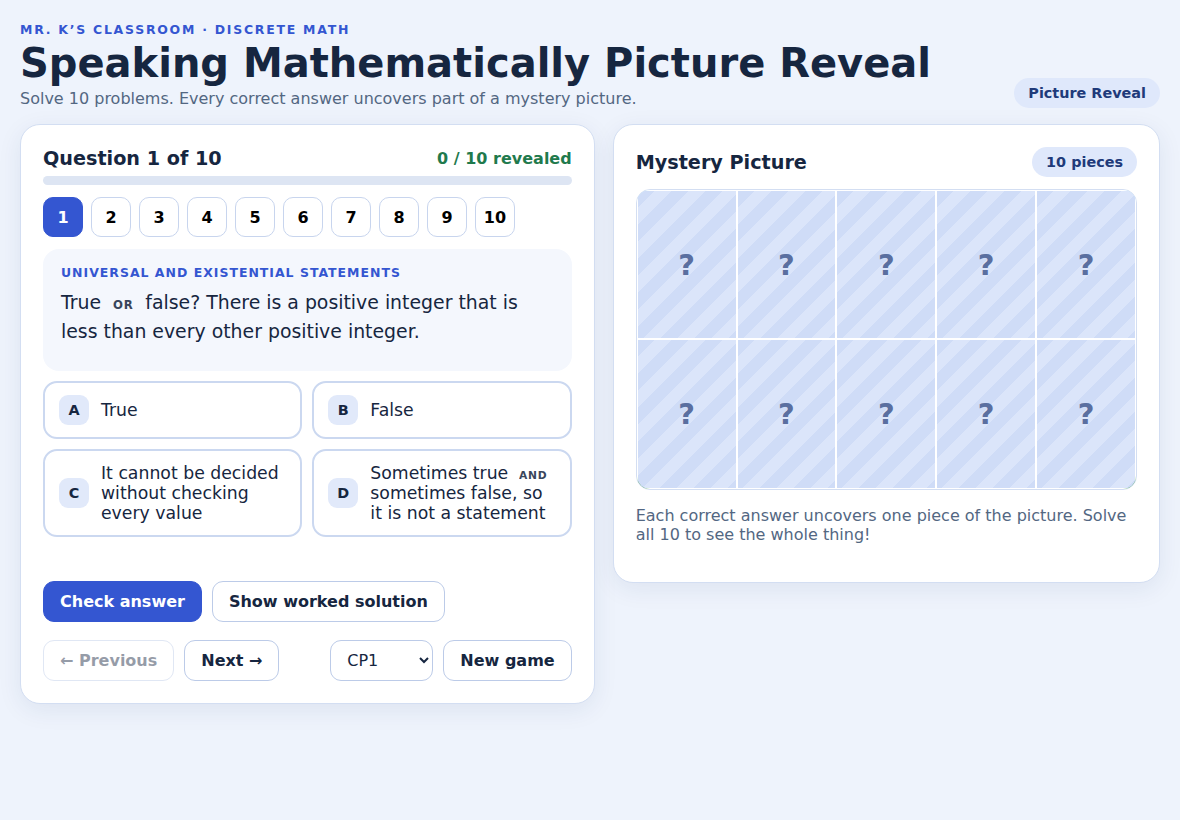 MR. K’S CLASSROOM · DISCRETE MATH
Speaking Mathematically Picture Reveal
Solve 10 problems. Every correct answer uncovers part of a mystery picture.
Picture Reveal
Question 1 of 10
0 / 10 revealed
1 2 3 4 5 6 7 8 9 10
UNIVERSAL AND EXISTENTIAL STATEMENTS
True OR false? There is a positive integer that is
less than every other positive integer.
A True
B False
C It cannot be decided
without checking
every value
D Sometimes true AND
sometimes false, so
it is not a statement
Check answer
Show worked solution
← Previous
Next →
CP1
New game
Mystery Picture
10 pieces
? ? ? ? ?
? ? ? ? ?
Each correct answer uncovers one piece of the picture. Solve
all 10 to see the whole thing!